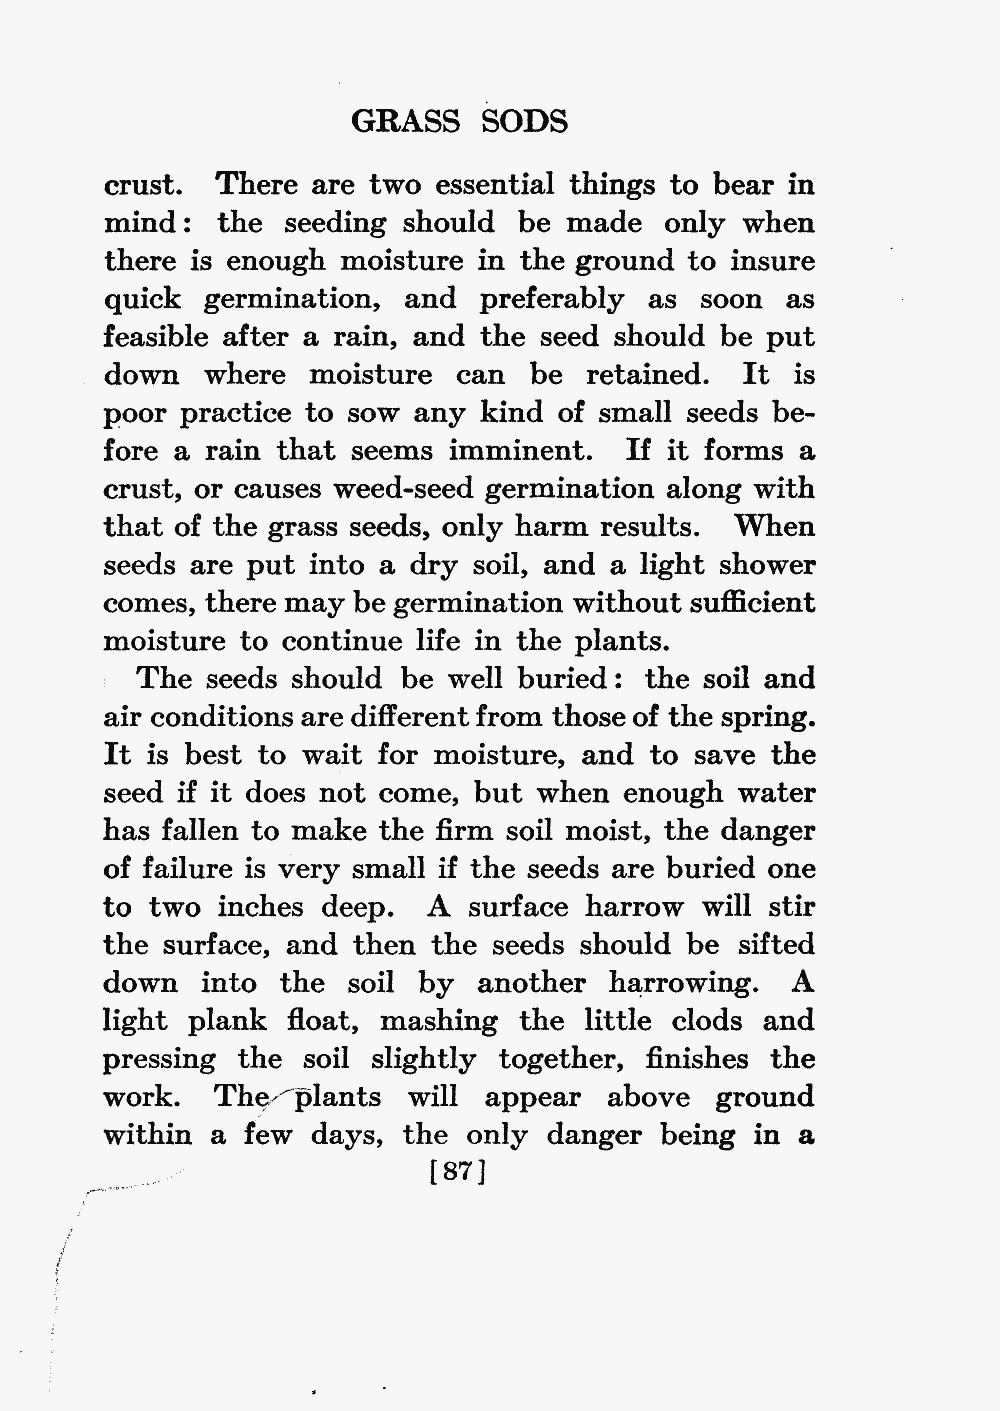 GRASS SODS
crust. There are two essential things to bear in
mind: the seeding should be made only when
there is enough moisture in the ground to insure
quick germination, and preferably as soon as
feasible after a rain, and the seed should be put
down where moisture can be retained. It is
poor practice to sow any kind of small seeds be-
fore a rain that seems imminent. If it forms a
crust, or causes weed-seed germination along with
that of the grass seeds, only harm results. When
seeds are put into a dry soil, and a light shower
comes, there may be germination without sufficient
moisture to continue life in the plants.
The seeds should be well buried: the soil and
air conditions are different from those of the spring.
It is best to wait for moisture, and to save the
seed if it does not come, but when enough water
has fallen to make the firm soil moist, the danger
of failure is very small if the seeds are buried one
to two inches deep. A surface harrow will stir
the surface, and then the seeds should be sifted
down into the soil by another harrowing. A
light plank float, mashing the little clods and
pressing the soil slightly together, finishes the
work. The plants will appear above ground
within a few days, the only danger being in a
[87]